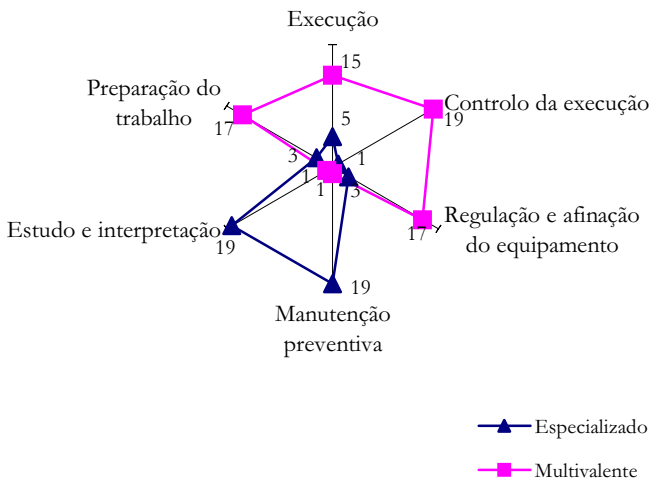 Execução
15
Preparação do
trabalho
17
5
Controlo da execução
19
3
1
1
1
3
Estudo e interpretação
19
Regulação e afinação
do equipamento
17
19
Manutenção
preventiva
Especializado
Multivalente